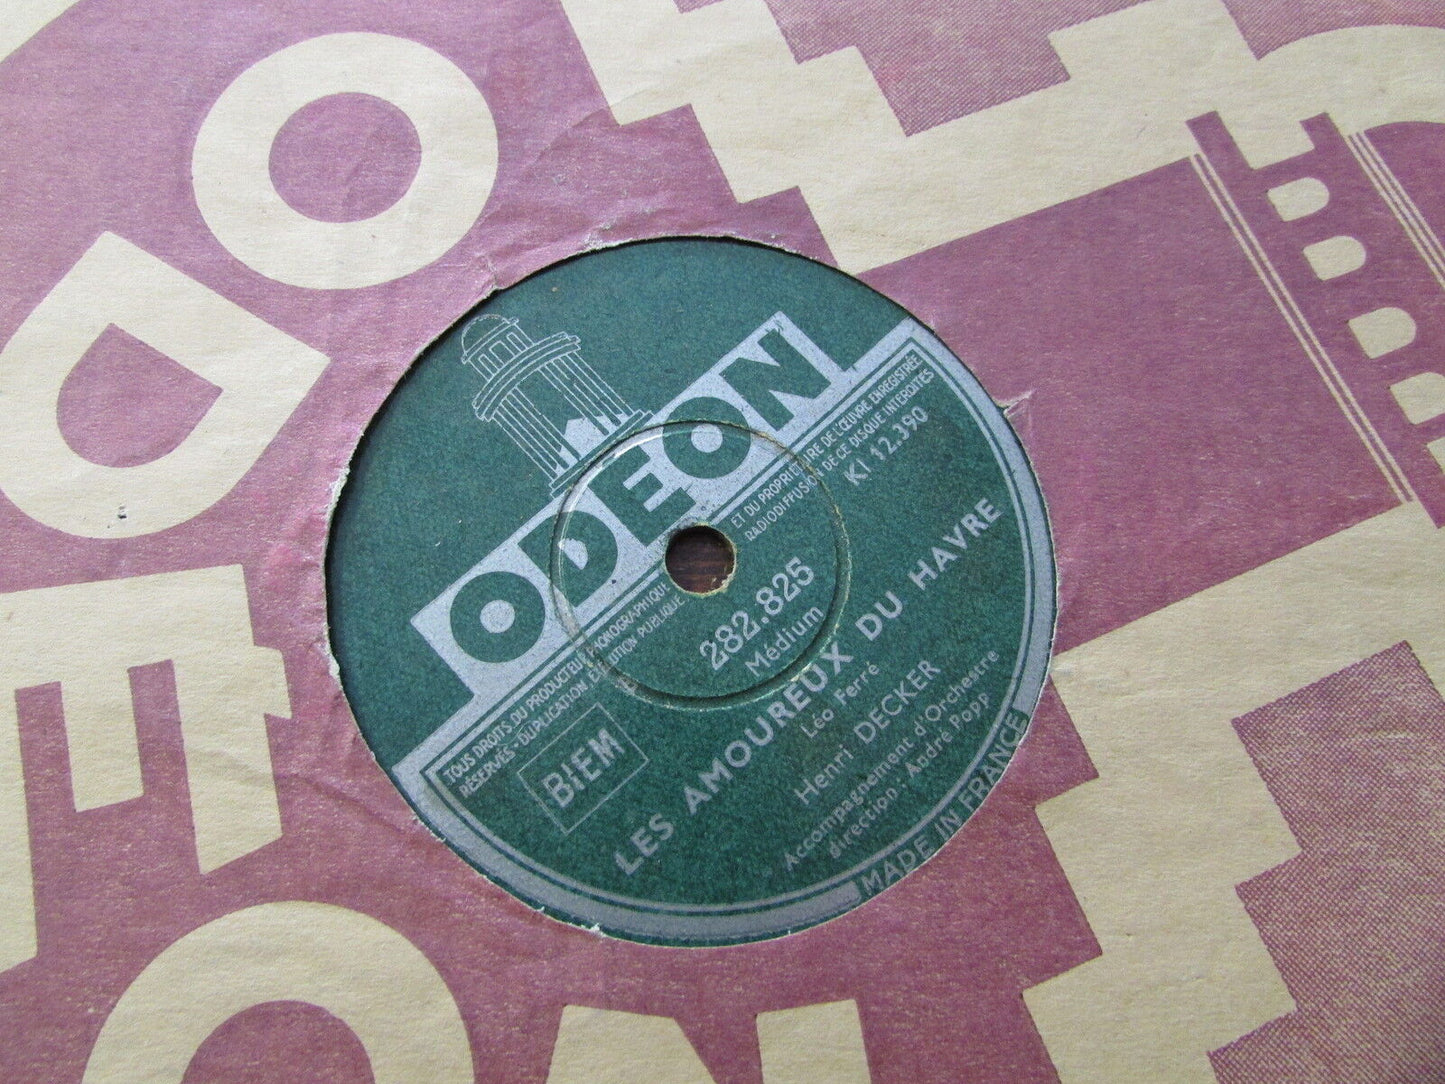 ODEON
ODEON
TOUS DROITS DU PRODUCTEUR PHONOGRAPHIQUE ET DU PROPRIÉTAIRE DE L'ŒUVRE ENREGISTRÉE
RÉSERVÉS - DUPLICATION EXÉCUTION PUBLIQUE RADIODIFFUSION DE CE DISQUE INTERDITES
KI 12.390
282.825
Médium
BIEM
LES AMOUREUX DU HAVRE
Léo Ferré
Henri DECKER
Accompagnement d'Orchestre
direction : André Popp
MADE IN FRANCE